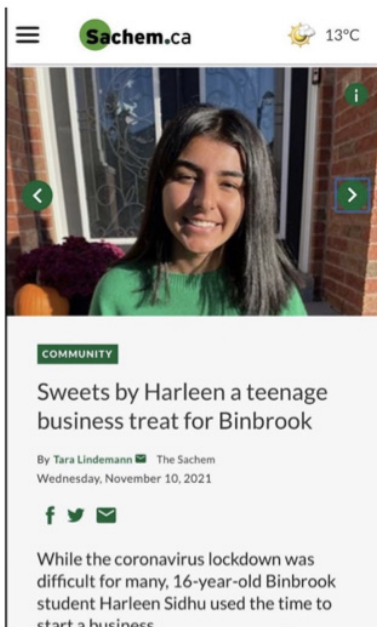 Sachem.ca
13°C
COMMUNITY
Sweets by Harleen a teenage
business treat for Binbrook
By Tara Lindemann The Sachem
Wednesday, November 10, 2021
While the coronavirus lockdown was
difficult for many, 16-year-old Binbrook
student Harleen Sidhu used the time to
start a business